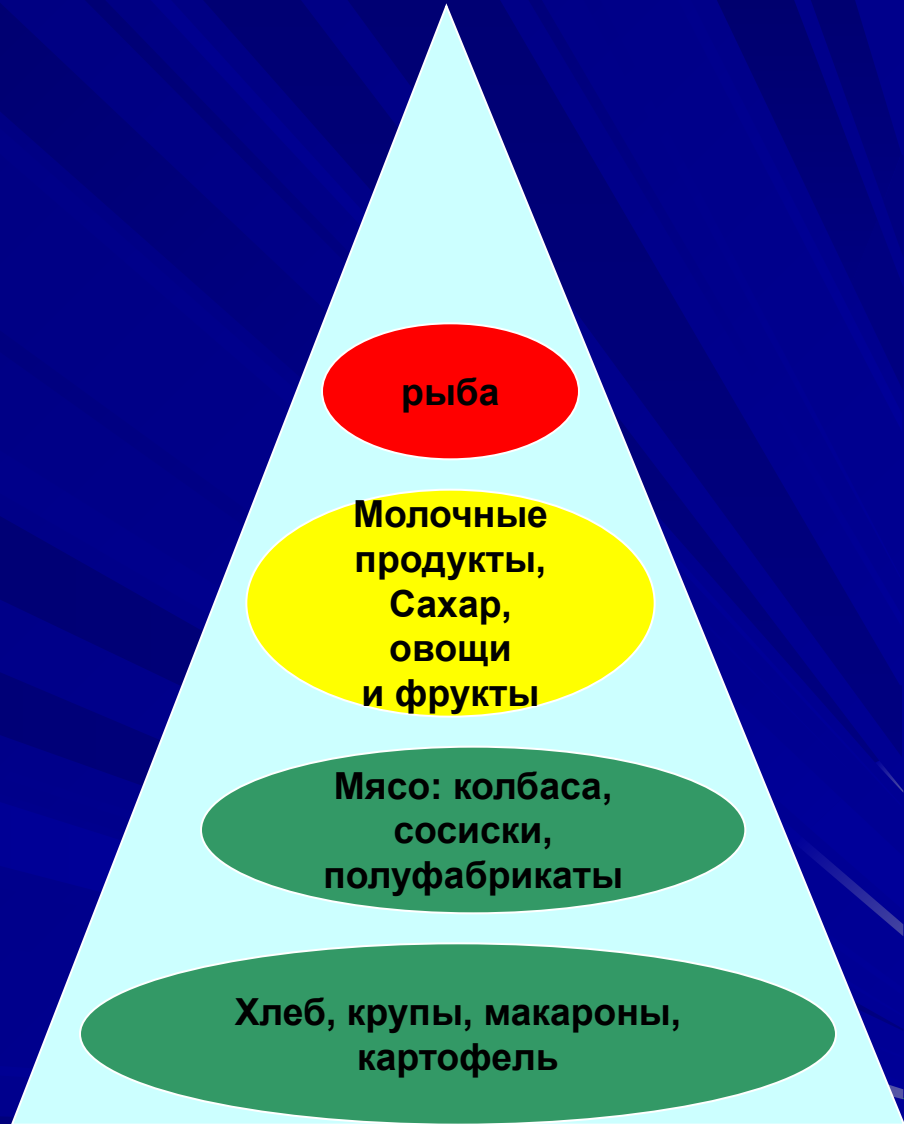 рыба
Молочные
продукты,
Сахар,
овощи
и фрукты
Мясо: колбаса,
сосиски,
полуфабрикаты
Хлеб, крупы, макароны,
картофель